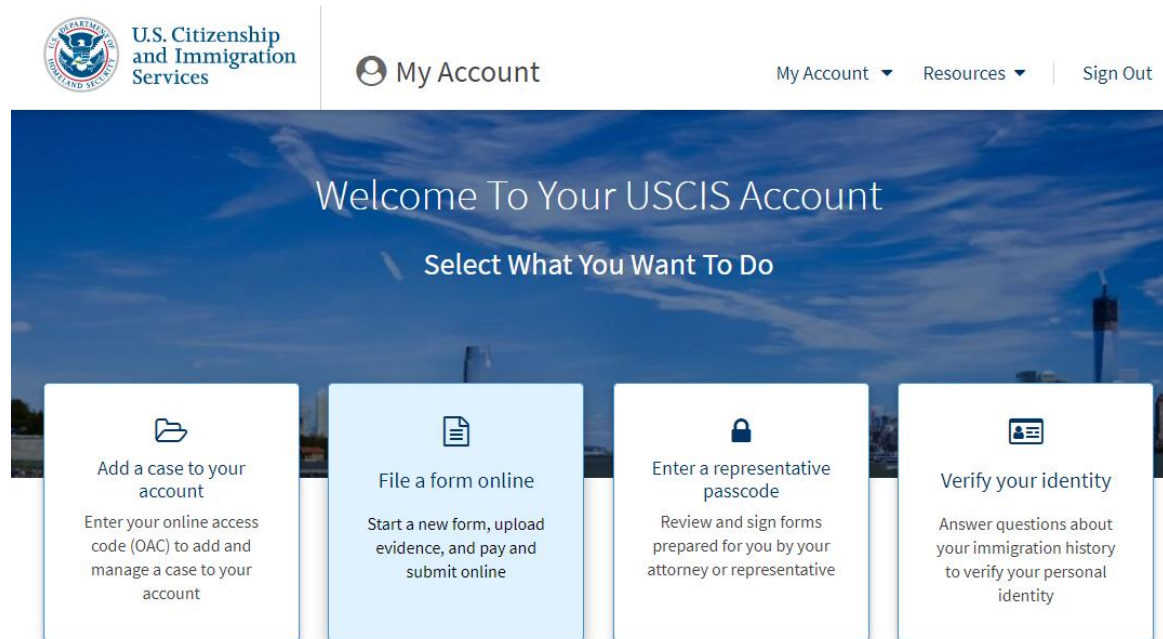 U.S. Citizenship
and Immigration
Services
My Account
My Account
Resources
Sign Out
Welcome To Your USCIS Account
Select What You Want To Do
Add a case to your
account
Enter your online access
code (OAC) to add and
manage a case to your
account
File a form online
Start a new form, upload
evidence, and pay and
submit online
Enter a representative
passcode
Review and sign forms
prepared for you by your
attorney or representative
Verify your identity
Answer questions about
your immigration history
to verify your personal
identity